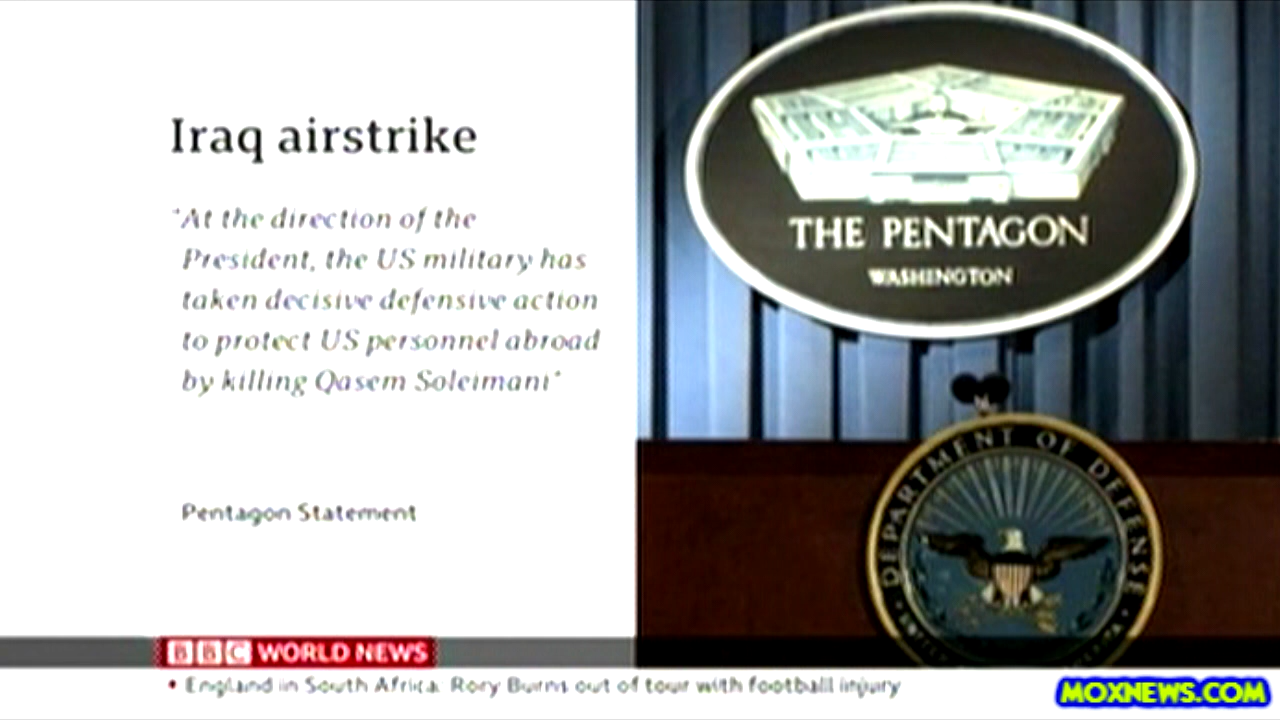 Iraq airstrike
"At the direction of the
President, the US military has
taken decisive defensive action
to protect US personnel abroad
by killing Qasem Soleimani"
Pentagon Statement
THE PENTAGON
WASHINGTON
DEPARTMENT OF DEFENSE
BBC WORLD NEWS
• England in South Africa: Rory Burns out of tour with football injury
MOXNEWS.COM